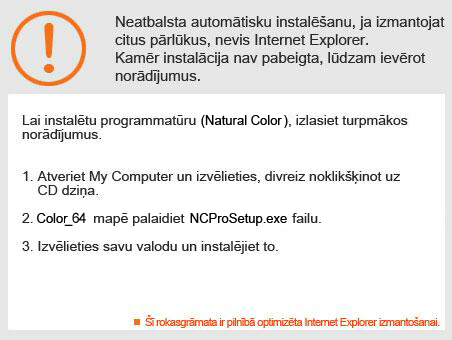 Neatbalsta automātisku instalēšanu, ja izmantojat
citus pārlūkus, nevis Internet Explorer.
Kamēr instalācija nav pabeigta, lūdzam ievērot
norādījumus.
Lai instalētu programmatūru (Natural Color), izlasiet turpmākos
norādījumus.
1. Atveriet My Computer un izvēlieties, divreiz noklikšķinot uz
CD dziņa.
2. Color_64 mapē palaidiet NCProSetup.exe failu.
3. Izvēlieties savu valodu un instalējiet to.
Šī rokasgrāmata ir pilnībā optimizēta Internet Explorer izmantošanai.